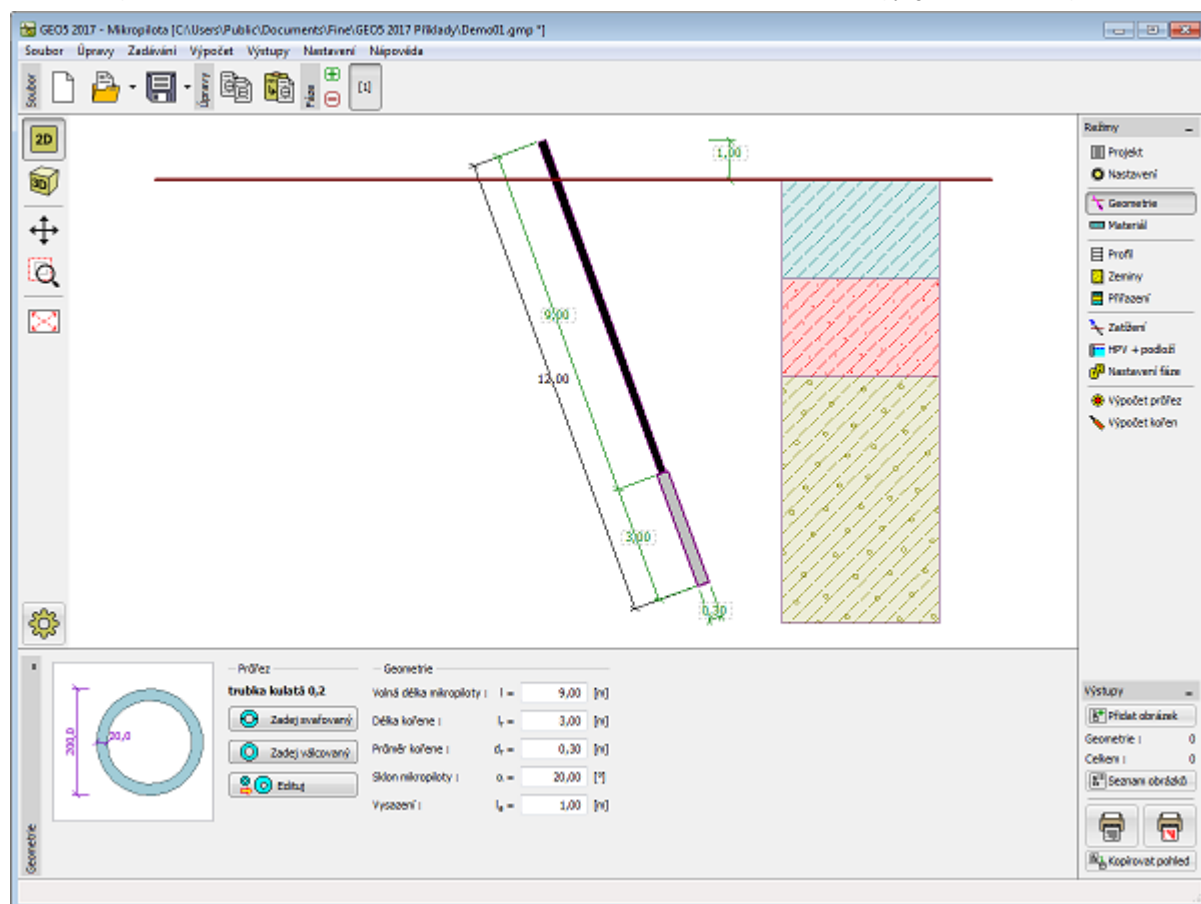 GEO5 2017 - Mikropilota [C:\Users\Public\Documents\Fine\GEO5 2017 Příklady\Demo01.gmp *]
Soubor Úpravy Zadávání Výpočet Výstupy Nastavení Nápověda
Soubor
Úpravy
Fáze
[1]
2D
3D
1,00
9,00
12,00
3,00
0,30
Režimy
Projekt
Nastavení
Geometrie
Materiál
Profil
Zeminy
Přiřazení
Zatížení
HPV + podloží
Nastavení fáze
Výpočet průřez
Výpočet kořen
Geometrie
200,0
20,0
Průřez
trubka kulatá 0,2
Zadej svařovaný
Zadej válcovaný
Edituj
Geometrie
Volná délka mikropiloty : l = 9,00 [m]
Délka kořene : lr = 3,00 [m]
Průměr kořene : dr = 0,30 [m]
Sklon mikropiloty : α = 20,00 [°]
Vysazení : la = 1,00 [m]
Výstupy
Přidat obrázek
Geometrie : 0
Celkem : 0
Seznam obrázků
Kopírovat pohled